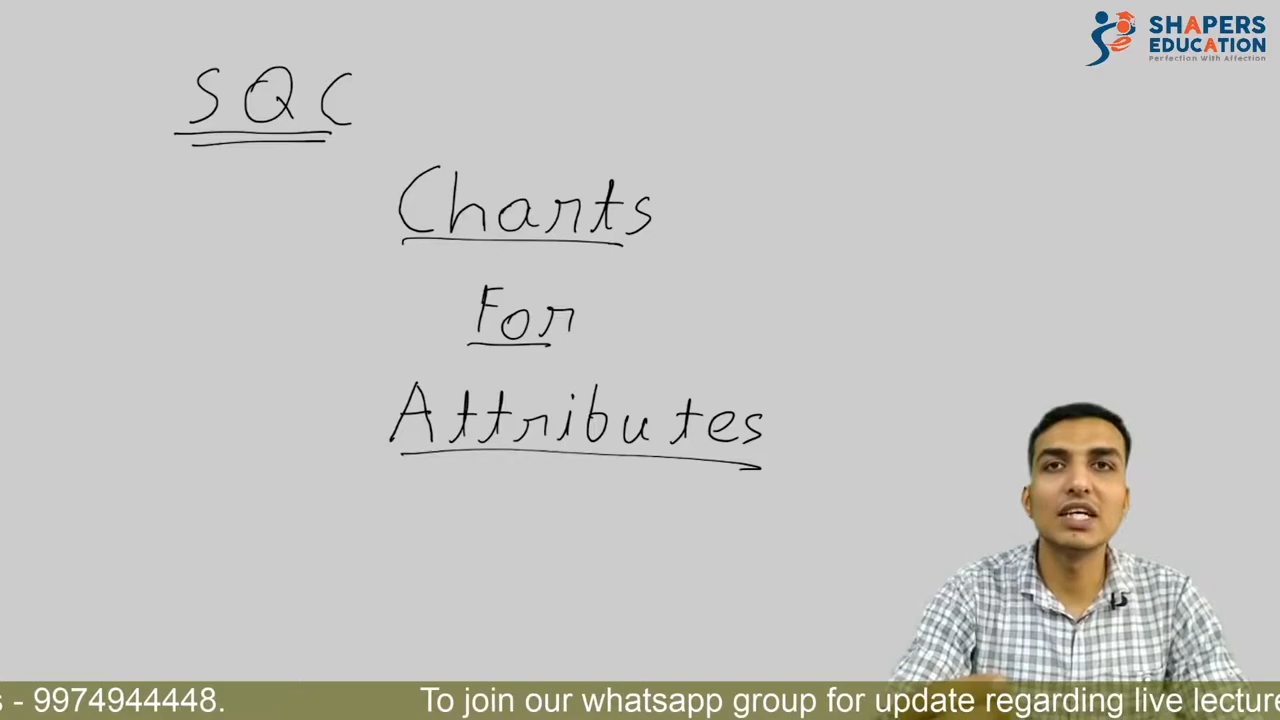 SHAPERS
EDUCATION
Perfection With Affection
SQC
Charts
For
Attributes
s - 9974944448. To join our whatsapp group for update regarding live lecture